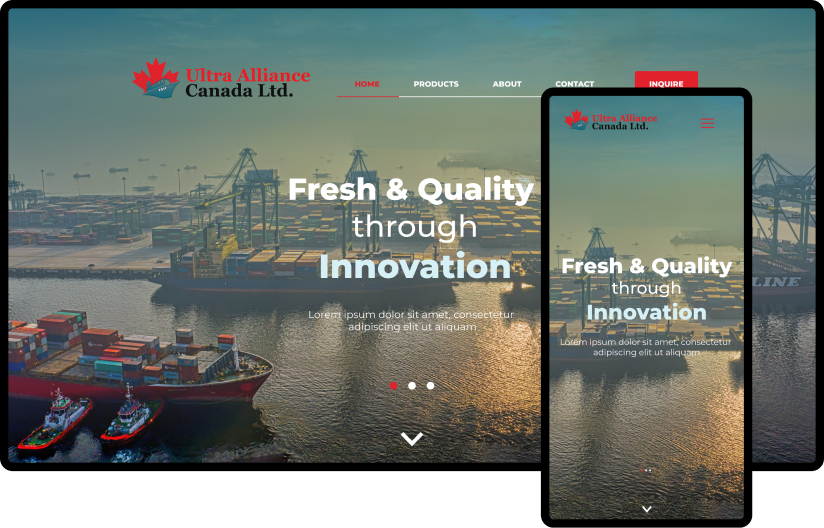 Ultra Alliance
Canada Ltd.
HOME PRODUCTS ABOUT CONTACT INQUIRE
Fresh & Quality
through
Innovation
Lorem ipsum dolor sit amet, consectetur
adipiscing elit ut aliquam
Ultra Alliance
Canada Ltd.
Fresh & Quality
through
Innovation
Lorem ipsum dolor sit amet, consectetur
adipiscing elit ut aliquam
LINE